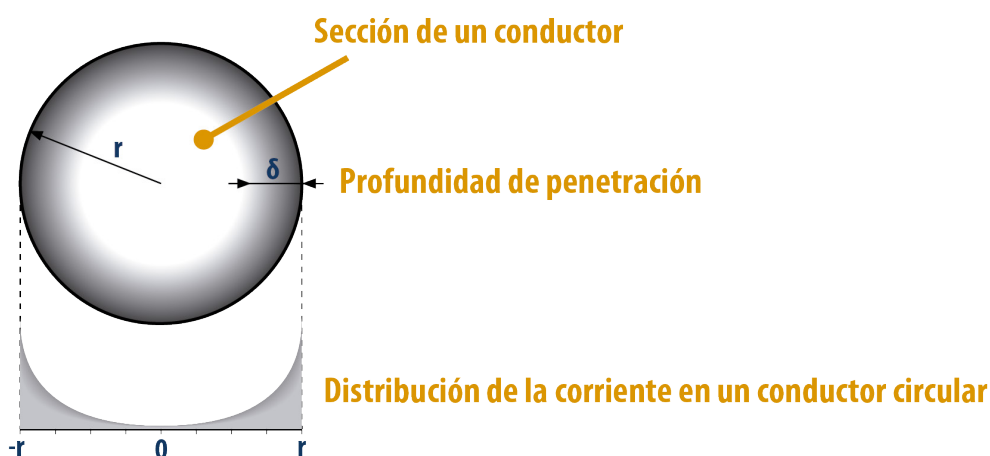 Sección de un conductor
r
δ
Profundidad de penetración
Distribución de la corriente en un conductor circular
-r 0 r